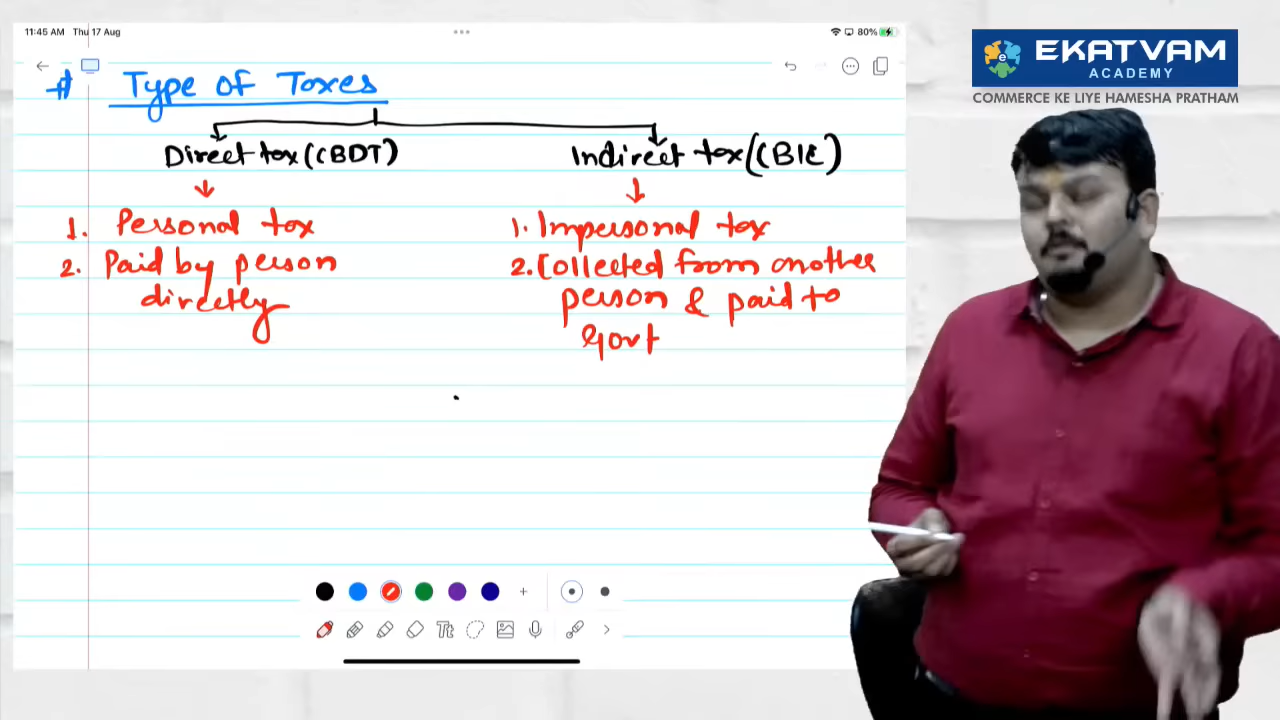 11:45 AM Thu 17 Aug
80%
EKATVAM
ACADEMY
COMMERCE KE LIYE HAMESHA PRATHAM
# Type of Taxes
Direct tax (CBDT)
Indirect tax (CBIC)
1. Personal tax
2. Paid by person
directly
1. Impersonal tax
2. Collected from another
person & paid to
Govt
Tt